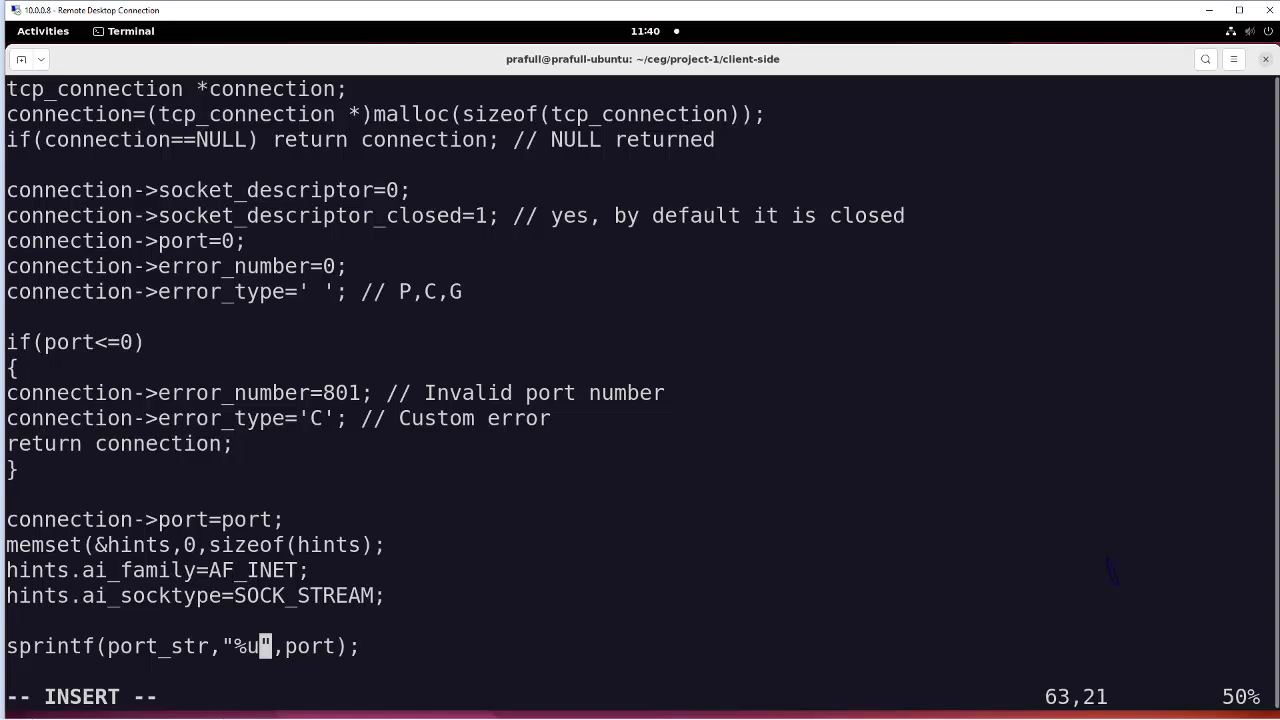 10.0.0.8 - Remote Desktop Connection
Activities
Terminal
11:40
prafull@prafull-ubuntu: ~/ceg/project-1/client-side
tcp_connection *connection;
connection=(tcp_connection *)malloc(sizeof(tcp_connection));
if(connection==NULL) return connection; // NULL returned
connection->socket_descriptor=0;
connection->socket_descriptor_closed=1; // yes, by default it is closed
connection->port=0;
connection->error_number=0;
connection->error_type=' '; // P,C,G
if(port<=0)
{
connection->error_number=801; // Invalid port number
connection->error_type='C'; // Custom error
return connection;
}
connection->port=port;
memset(&hints,0,sizeof(hints);
hints.ai_family=AF_INET;
hints.ai_socktype=SOCK_STREAM;
sprintf(port_str,"%u",port);
-- INSERT --
63,21
50%